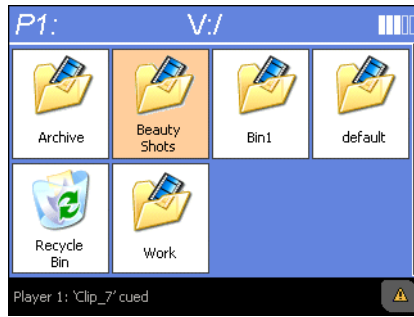 P1: V:/
Archive
Beauty
Shots
Bin1
default
Recycle
Bin
Work
Player 1: 'Clip_7' cued